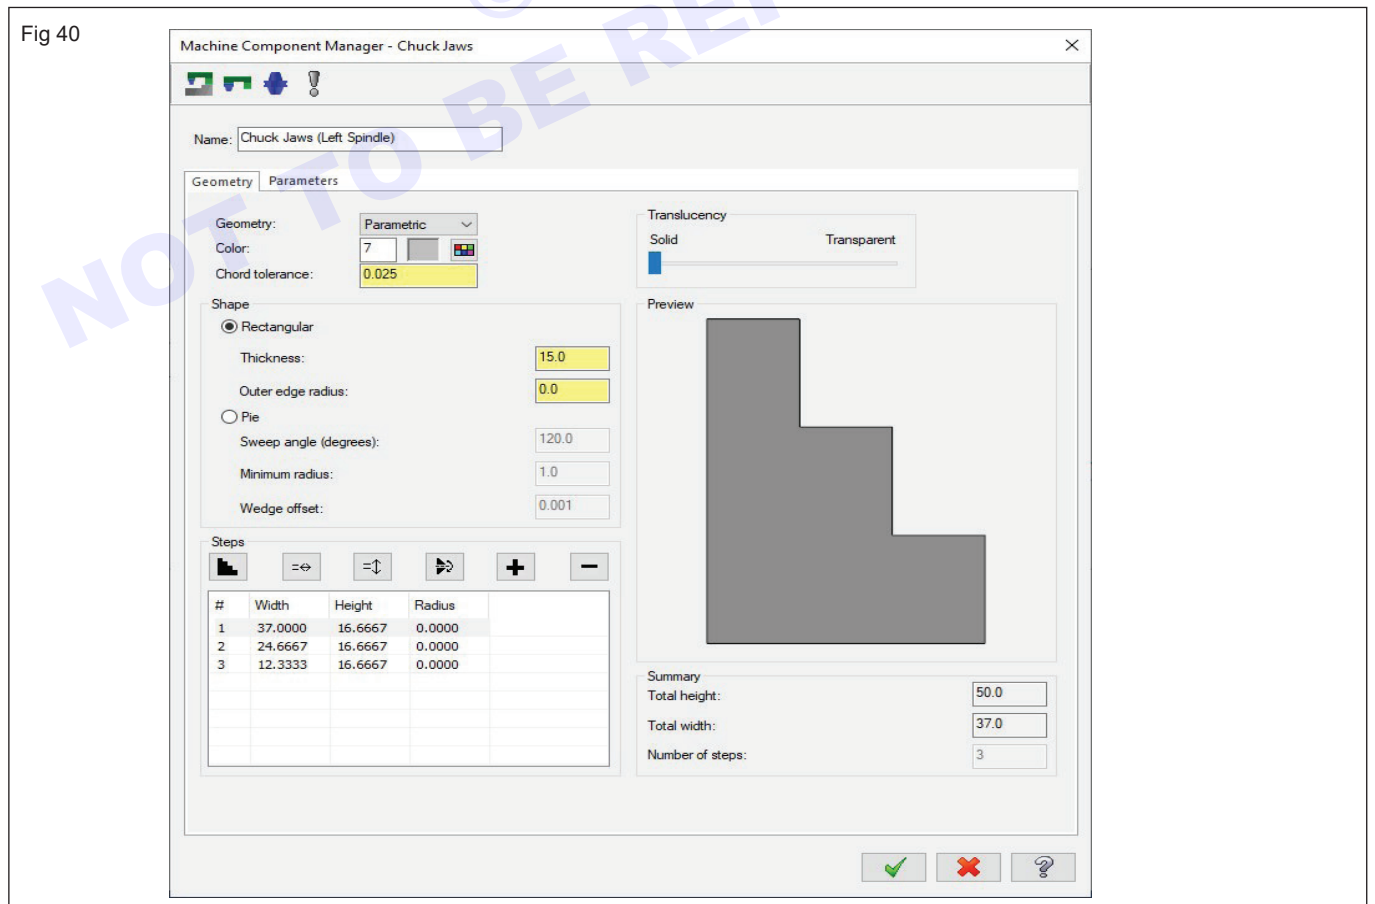 Fig 40
Machine Component Manager - Chuck Jaws
Name: Chuck Jaws (Left Spindle)
Geometry Parameters
Geometry: Parametric
Color: 7
Chord tolerance: 0.025
Translucency
Solid Transparent
Shape
Rectangular
Thickness: 15.0
Outer edge radius: 0.0
Pie
Sweep angle (degrees): 120.0
Minimum radius: 1.0
Wedge offset: 0.001
Preview
Steps
# Width Height Radius
1 37.0000 16.6667 0.0000
2 24.6667 16.6667 0.0000
3 12.3333 16.6667 0.0000
Summary
Total height: 50.0
Total width: 37.0
Number of steps: 3
NOT TO BE